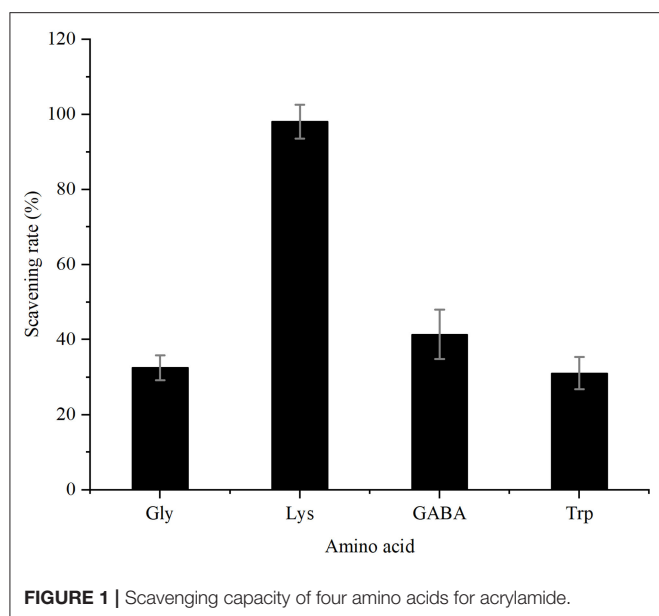 120
100
80
60
40
20
0
Scavening rate (%)
Gly Lys GABA Trp
Amino acid
FIGURE 1 | Scavenging capacity of four amino acids for acrylamide.